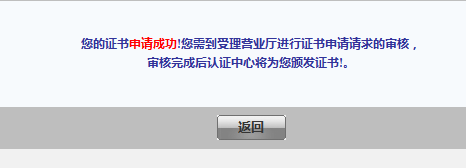 您的证书申请成功!您需到受理营业厅进行证书申请请求的审核，
审核完成后认证中心将为您颁发证书!。
返回